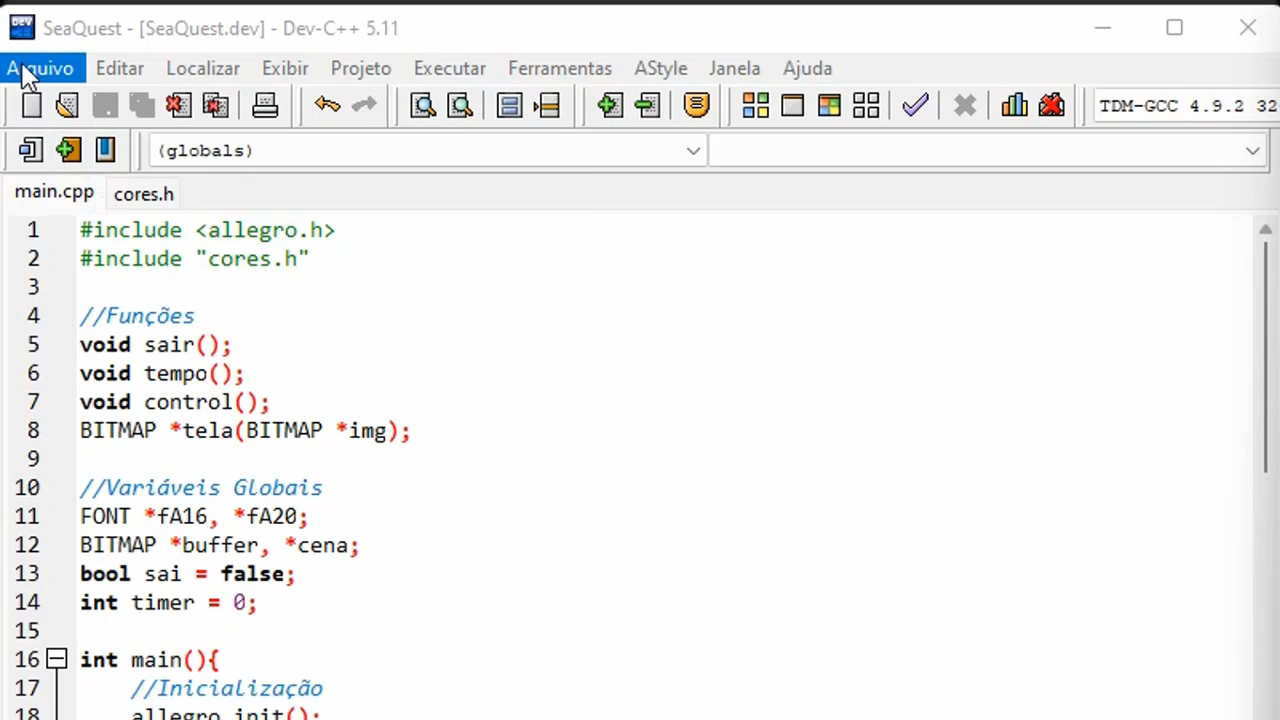 SeaQuest - [SeaQuest.dev] - Dev-C++ 5.11
Arquivo Editar Localizar Exibir Projeto Executar Ferramentas AStyle Janela Ajuda
TDM-GCC 4.9.2 32
(globals)
main.cpp cores.h
1 #include <allegro.h>
2 #include "cores.h"
3
4 //Funções
5 void sair();
6 void tempo();
7 void control();
8 BITMAP *tela(BITMAP *img);
9
10 //Variáveis Globais
11 FONT *fA16, *fA20;
12 BITMAP *buffer, *cena;
13 bool sai = false;
14 int timer = 0;
15
16 int main(){
17 //Inicialização
18 allegro_init();